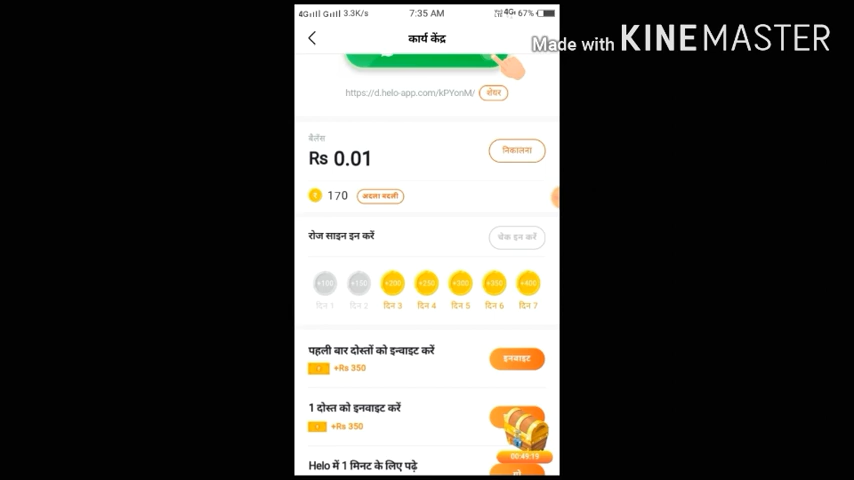 4G 4G 3.3K/s 7:35 AM 4G 67%
कार्य केंद्र
Made with KINEMASTER
https://d.helo-app.com/kPYonM/ शेयर
बैलेंस
Rs 0.01 निकालना
170 अदला बदली
रोज साइन इन करें चेक इन करें
+100 +200 +250 +300 +350 +400
दिन 1 दिन 2 दिन 3 दिन 4 दिन 5 दिन 6 दिन 7
पहली बार दोस्तों को इन्वाइट करें इनवाइट
+Rs 350
1 दोस्त को इनवाइट करें
+Rs 350
00:49:19
Helo में 1 मिनट के लिए पढ़े